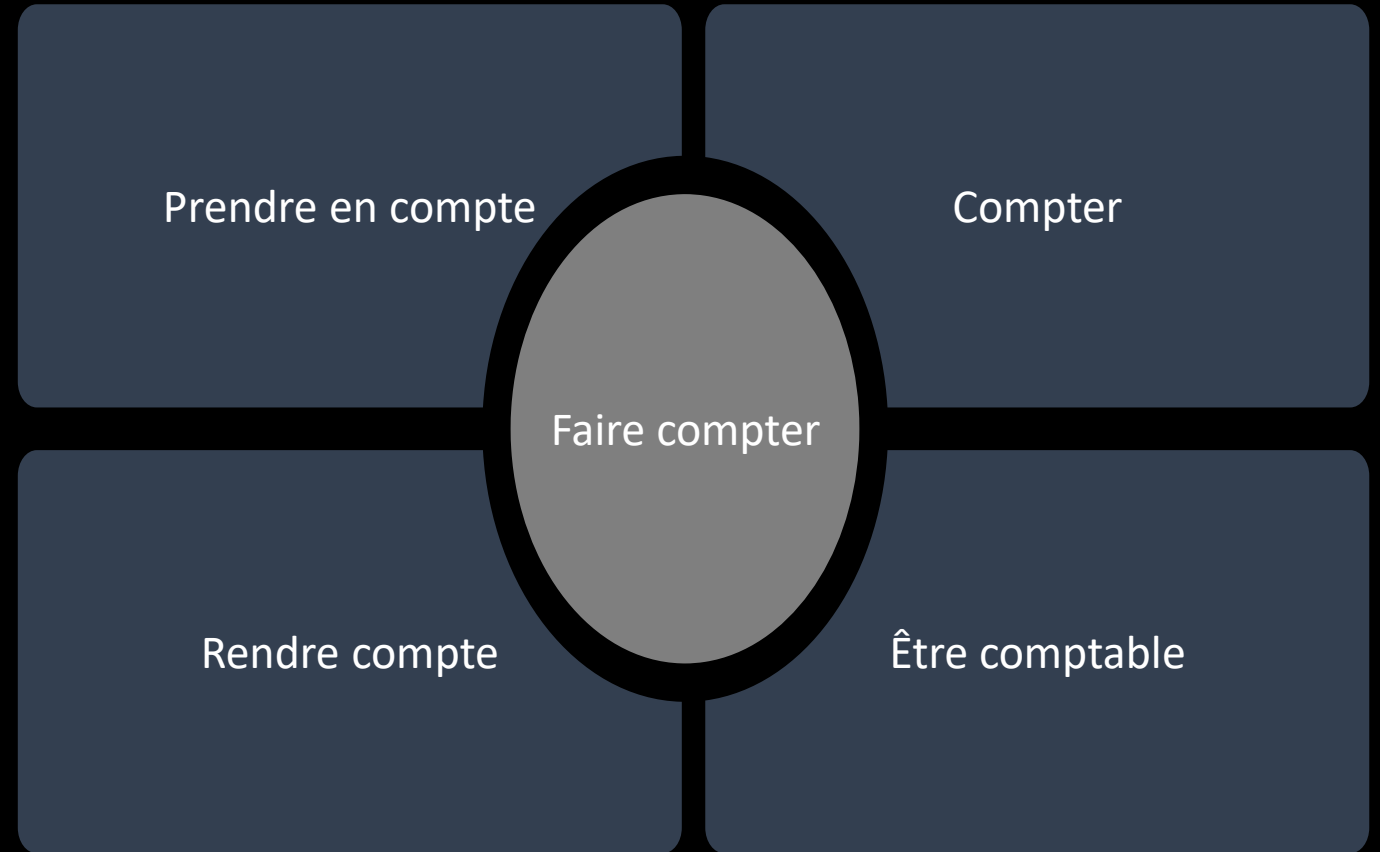 Prendre en compte
Compter
Faire compter
Rendre compte
Être comptable